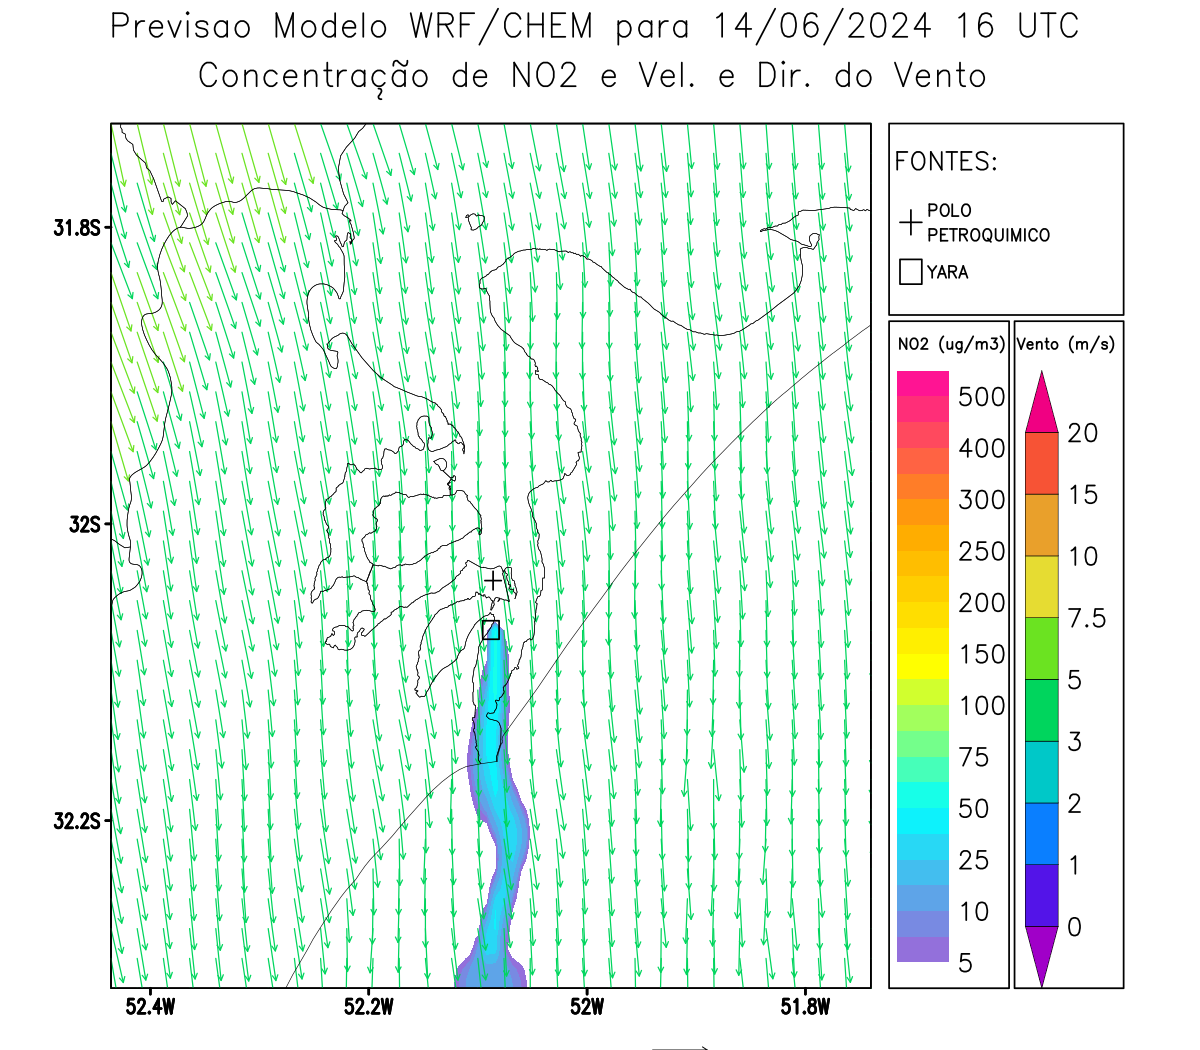 Previsao Modelo WRF/CHEM para 14/06/2024 16 UTC
Concentração de NO2 e Vel. e Dir. do Vento
FONTES:
POLO
PETROQUIMICO
YARA
NO2 (ug/m3)
500
400
300
250
200
150
100
75
50
25
10
5
Vento (m/s)
20
15
10
7.5
5
3
2
1
0
31.8S
32S
32.2S
52.4W
52.2W
52W
51.8W